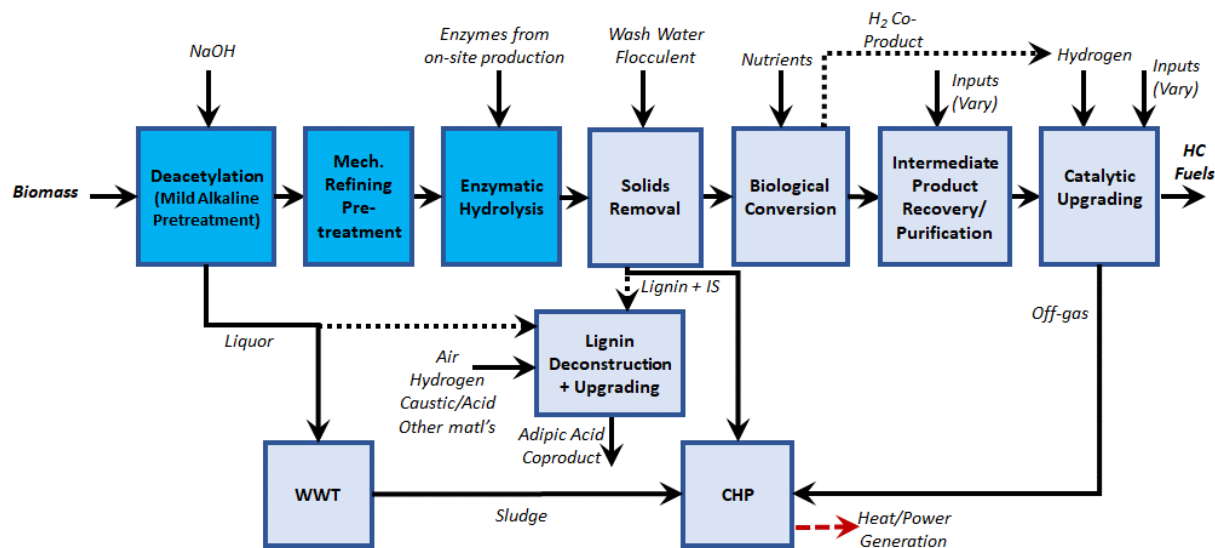 H₂ Co-
Product
NaOH
Enzymes from
on-site production
Wash Water
Flocculent
Nutrients
Inputs
(Vary)
Hydrogen
Inputs
(Vary)
Biomass
Deacetylation
(Mild Alkaline
Pretreatment)
Mech.
Refining
Pre-
treatment
Enzymatic
Hydrolysis
Solids
Removal
Biological
Conversion
Intermediate
Product
Recovery/
Purification
Catalytic
Upgrading
HC
Fuels
Liquor
Lignin + IS
Off-gas
Air
Hydrogen
Caustic/Acid
Other matl's
Lignin
Deconstruction
+ Upgrading
Adipic Acid
Coproduct
WWT
Sludge
CHP
Heat/Power
Generation